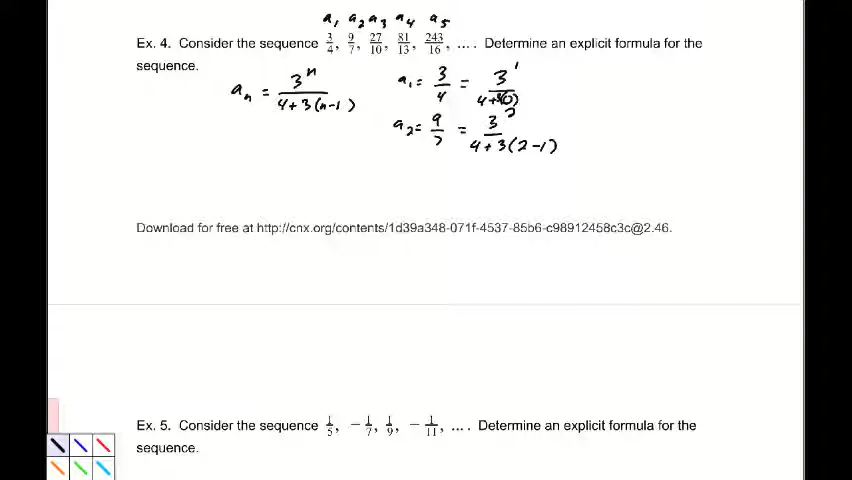 a₁ a₂ a₃ a₄ a₅
Ex. 4. Consider the sequence 3/4, 9/7, 27/10, 81/13, 243/16, .... Determine an explicit formula for the
sequence.
aₙ = 3ⁿ/(4+3(n-1))
a₁ = 3/4 = 3¹/(4+3(0))
a₂ = 9/7 = 3²/(4+3(2-1))
Download for free at http://cnx.org/contents/1d39a348-071f-4537-85b6-c98912458c3c@2.46.
Ex. 5. Consider the sequence 1/5, -1/7, 1/9, -1/11, .... Determine an explicit formula for the
sequence.